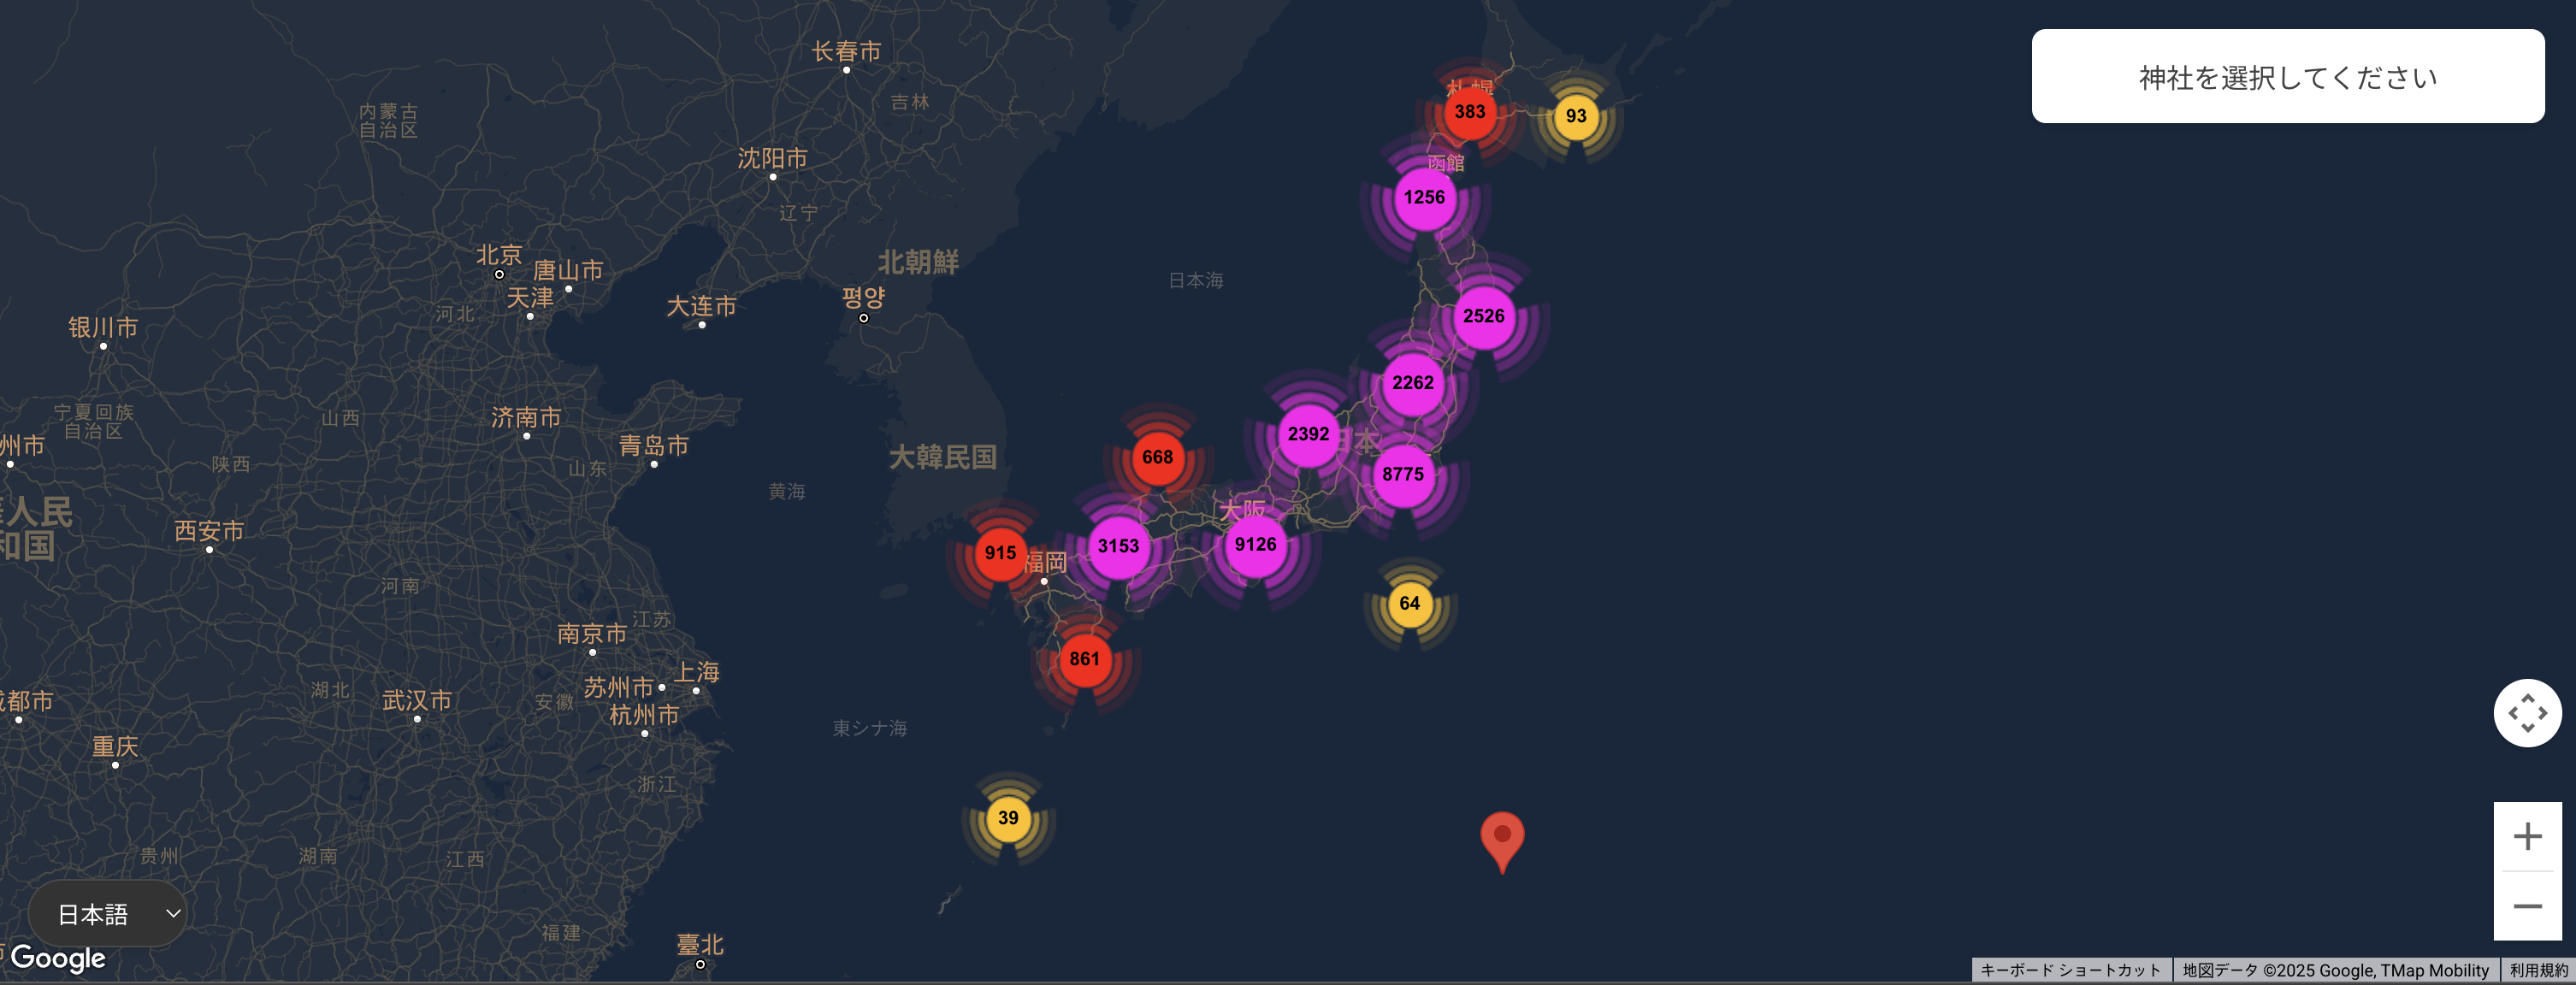 长春市
内蒙古
自治区
吉林
神社を選択してください
札幌
383
93
沈阳市
函館
1256
辽宁
北京
唐山市
北朝鮮
日本海
天津
평양
大连市
河北
2526
银川市
2262
宁夏回族
自治区
山西
济南市
2392
日本
州市
青岛市
大韓民国
668
陕西
山东
8775
黄海
人民
和国
大阪
西安市
915
福岡
3153
9126
河南
64
江苏
南京市
861
上海
湖北
苏州市
成都市
武汉市
安徽
杭州市
東シナ海
重庆
浙江
39
贵州
湖南
江西
日本語
福建
臺北
Google
キーボード ショートカット
地図データ ©2025 Google, TMap Mobility
利用規約